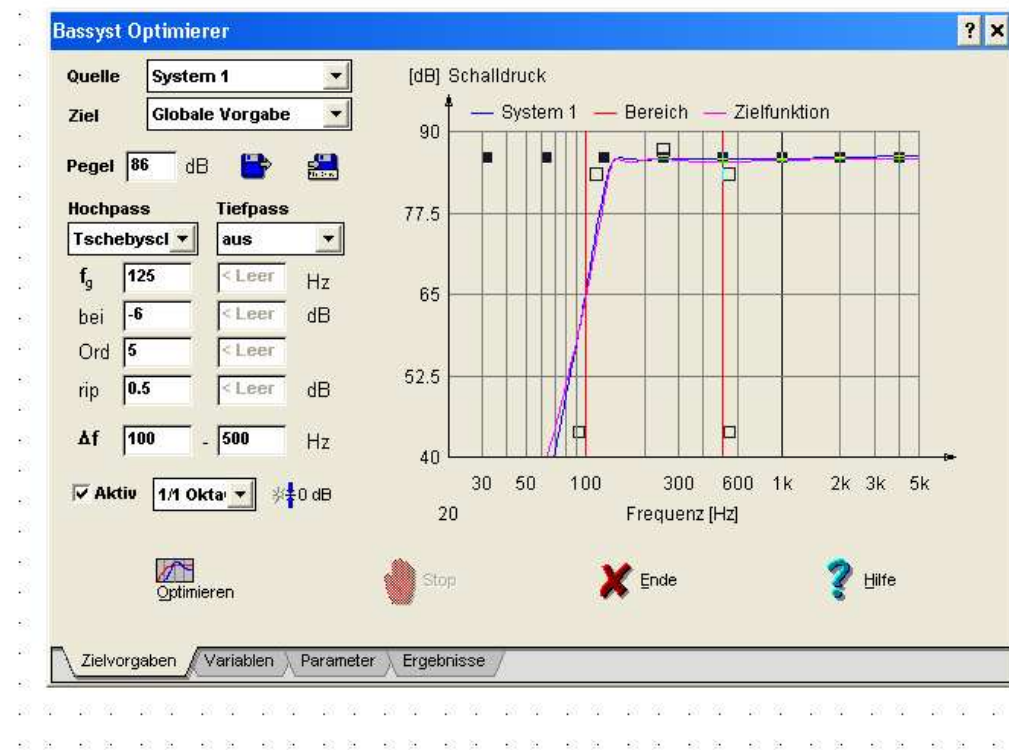 Bassyst Optimierer
Quelle System 1
Ziel Globale Vorgabe
Pegel 86 dB
Hochpass Tiefpass
Tschebyscl aus
fg 125 < Leer Hz
bei -6 < Leer dB
Ord 5 < Leer
rip 0.5 < Leer dB
Δf 100 - 500 Hz
Aktiv 1/1 Okta 0 dB
[dB] Schalldruck
System 1 Bereich Zielfunktion
90
77.5
65
52.5
40
30 50 100 300 600 1k 2k 3k 5k
20 Frequenz [Hz]
Optimieren Stop Ende Hilfe
Zielvorgaben Variablen Parameter Ergebnisse